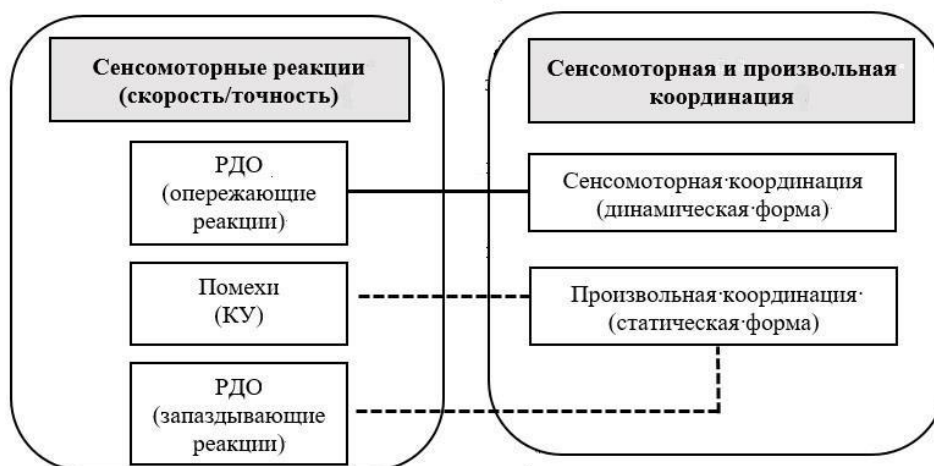 Сенсомоторные реакции
(скорость/точность)
РДО
(опережающие
реакции)
Помехи
(КУ)
РДО
(запаздывающие
реакции)
Сенсомоторная и произвольная
координация
Сенсомоторная·координация
(динамическая·форма)
Произвольная·координация·
(статическая·форма)